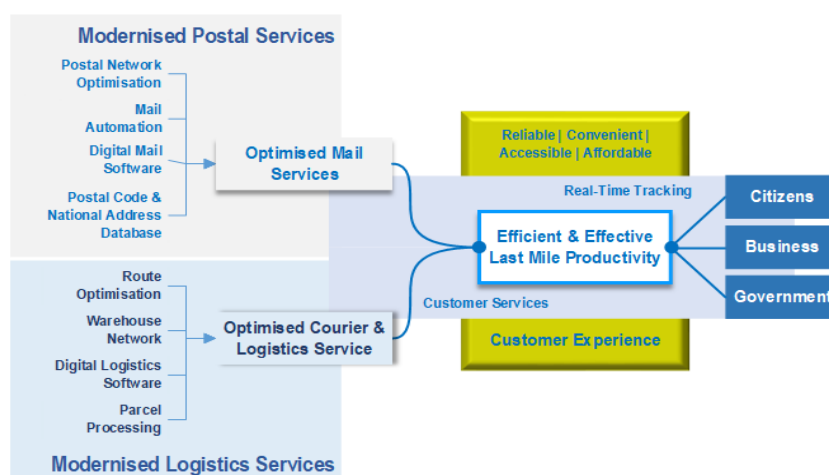 Modernised Postal Services
Postal Network
Optimisation
Mail
Automation
Digital Mail
Software
Postal Code &
National Address
Database
Optimised Mail
Services
Route
Optimisation
Warehouse
Network
Digital Logistics
Software
Parcel
Processing
Optimised Courier &
Logistics Service
Modernised Logistics Services
Reliable | Convenient |
Accessible | Affordable
Real-Time Tracking
Efficient & Effective
Last Mile Productivity
Customer Services
Customer Experience
Citizens
Business
Government